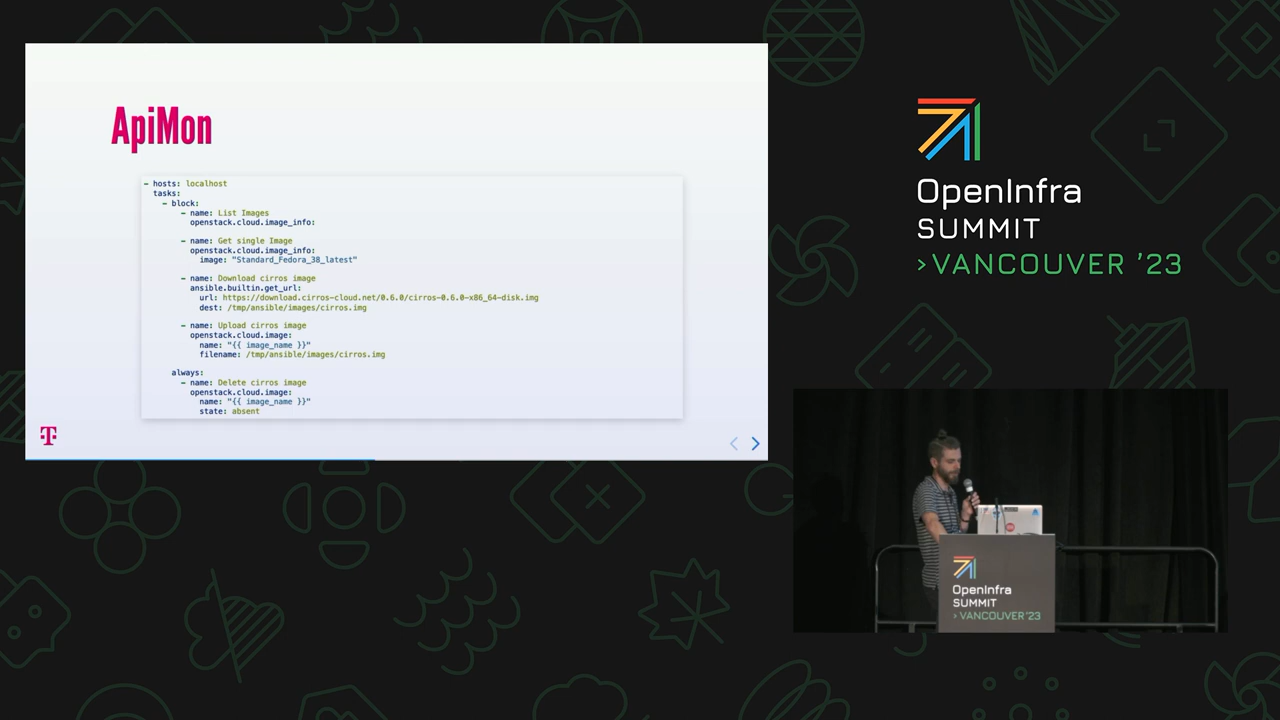 ApiMon
- hosts: localhost
  tasks:
    - block:
        - name: List Images
          openstack.cloud.image_info:
        - name: Get single Image
          openstack.cloud.image_info:
            image: "Standard_Fedora_38_latest"
        - name: Download cirros image
          ansible.builtin.get_url:
            url: https://download.cirros-cloud.net/0.6.0/cirros-0.6.0-x86_64-disk.img
            dest: /tmp/ansible/images/cirros.img
        - name: Upload cirros image
          openstack.cloud.image:
            name: "{{ image_name }}"
            filename: /tmp/ansible/images/cirros.img
      always:
        - name: Delete cirros image
          openstack.cloud.image:
            name: "{{ image_name }}"
            state: absent
T
OpenInfra
SUMMIT
>VANCOUVER '23
OpenInfra
SUMMIT
>VANCOUVER '23